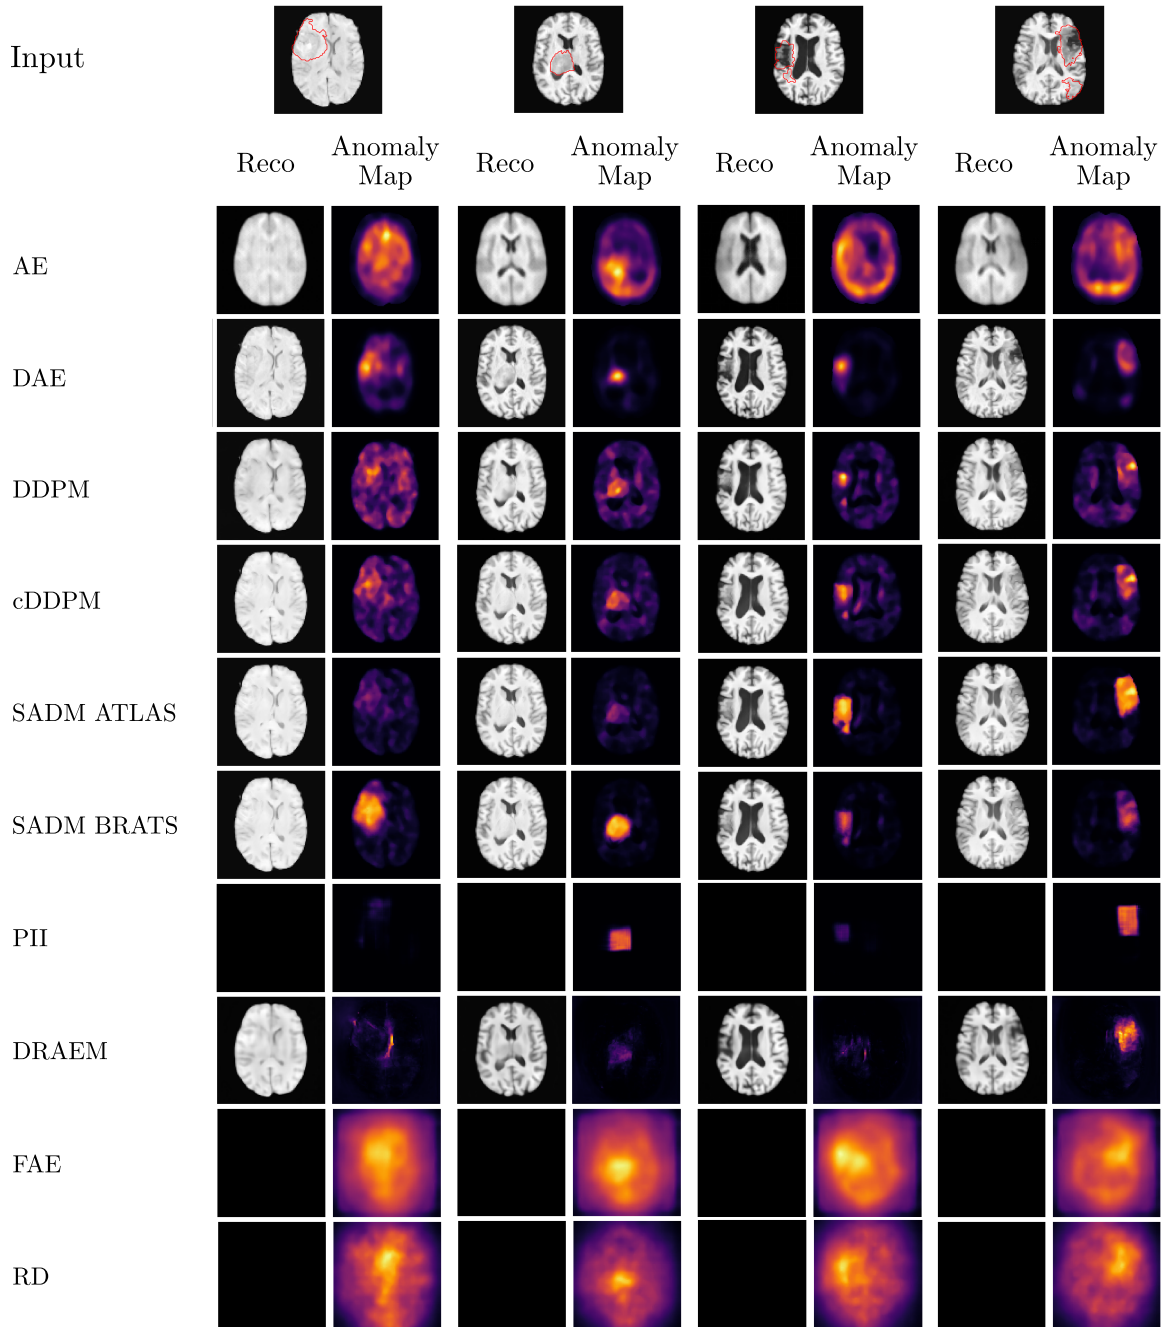 Input
Reco Anomaly Map Reco Anomaly Map Reco Anomaly Map Reco Anomaly Map
AE
DAE
DDPM
cDDPM
SADM ATLAS
SADM BRATS
PII
DRAEM
FAE
RD